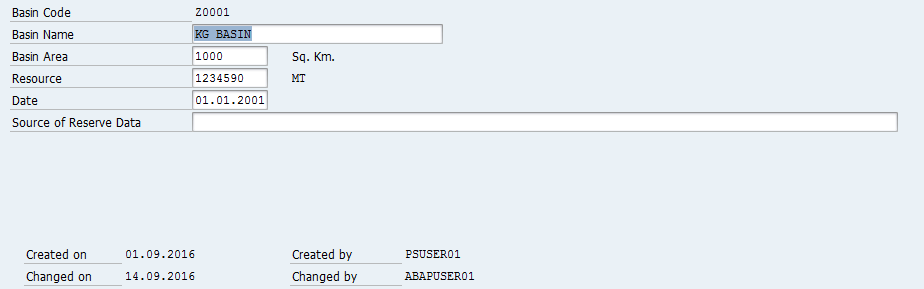 Basin Code Z0001
Basin Name KG BASIN
Basin Area 1000 Sq. Km.
Resource 1234590 MT
Date 01.01.2001
Source of Reserve Data
Created on 01.09.2016 Created by PSUSER01
Changed on 14.09.2016 Changed by ABAPUSER01